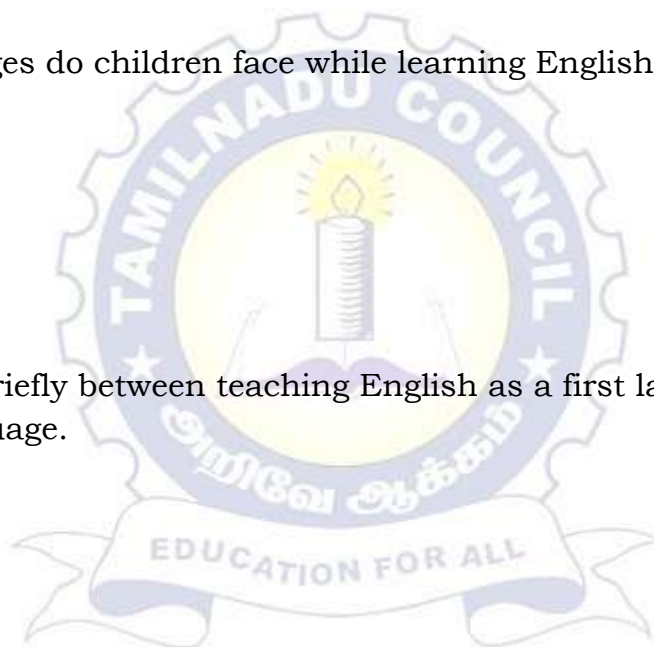 ges do children face while learning English
TAMILNADU COUNCIL
riefly between teaching English as a first la
uage.
அறிவே ஆக்கம்
EDUCATION FOR ALL